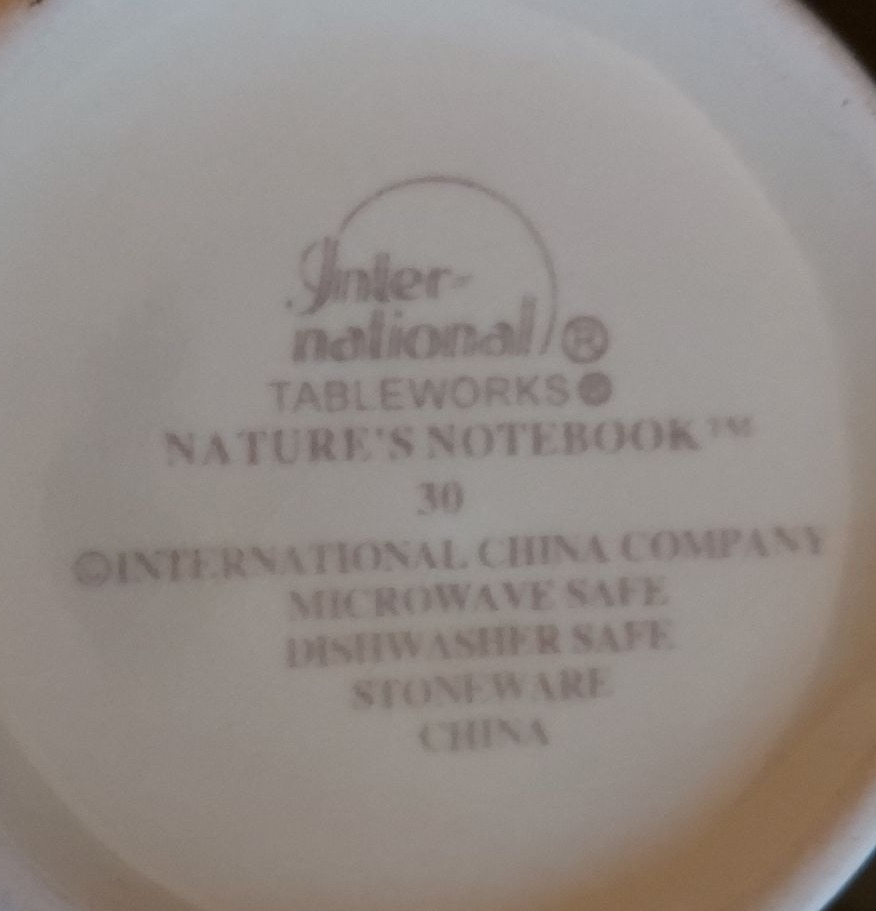 Inter-
national ®
TABLEWORKS®
NATURE'S NOTEBOOK™
30
©INTERNATIONAL CHINA COMPANY
MICROWAVE SAFE
DISHWASHER SAFE
STONEWARE
CHINA